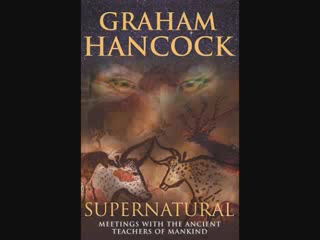 GRAHAM
HANCOCK
SUPERNATURAL
MEETINGS WITH THE ANCIENT
TEACHERS OF MANKIND